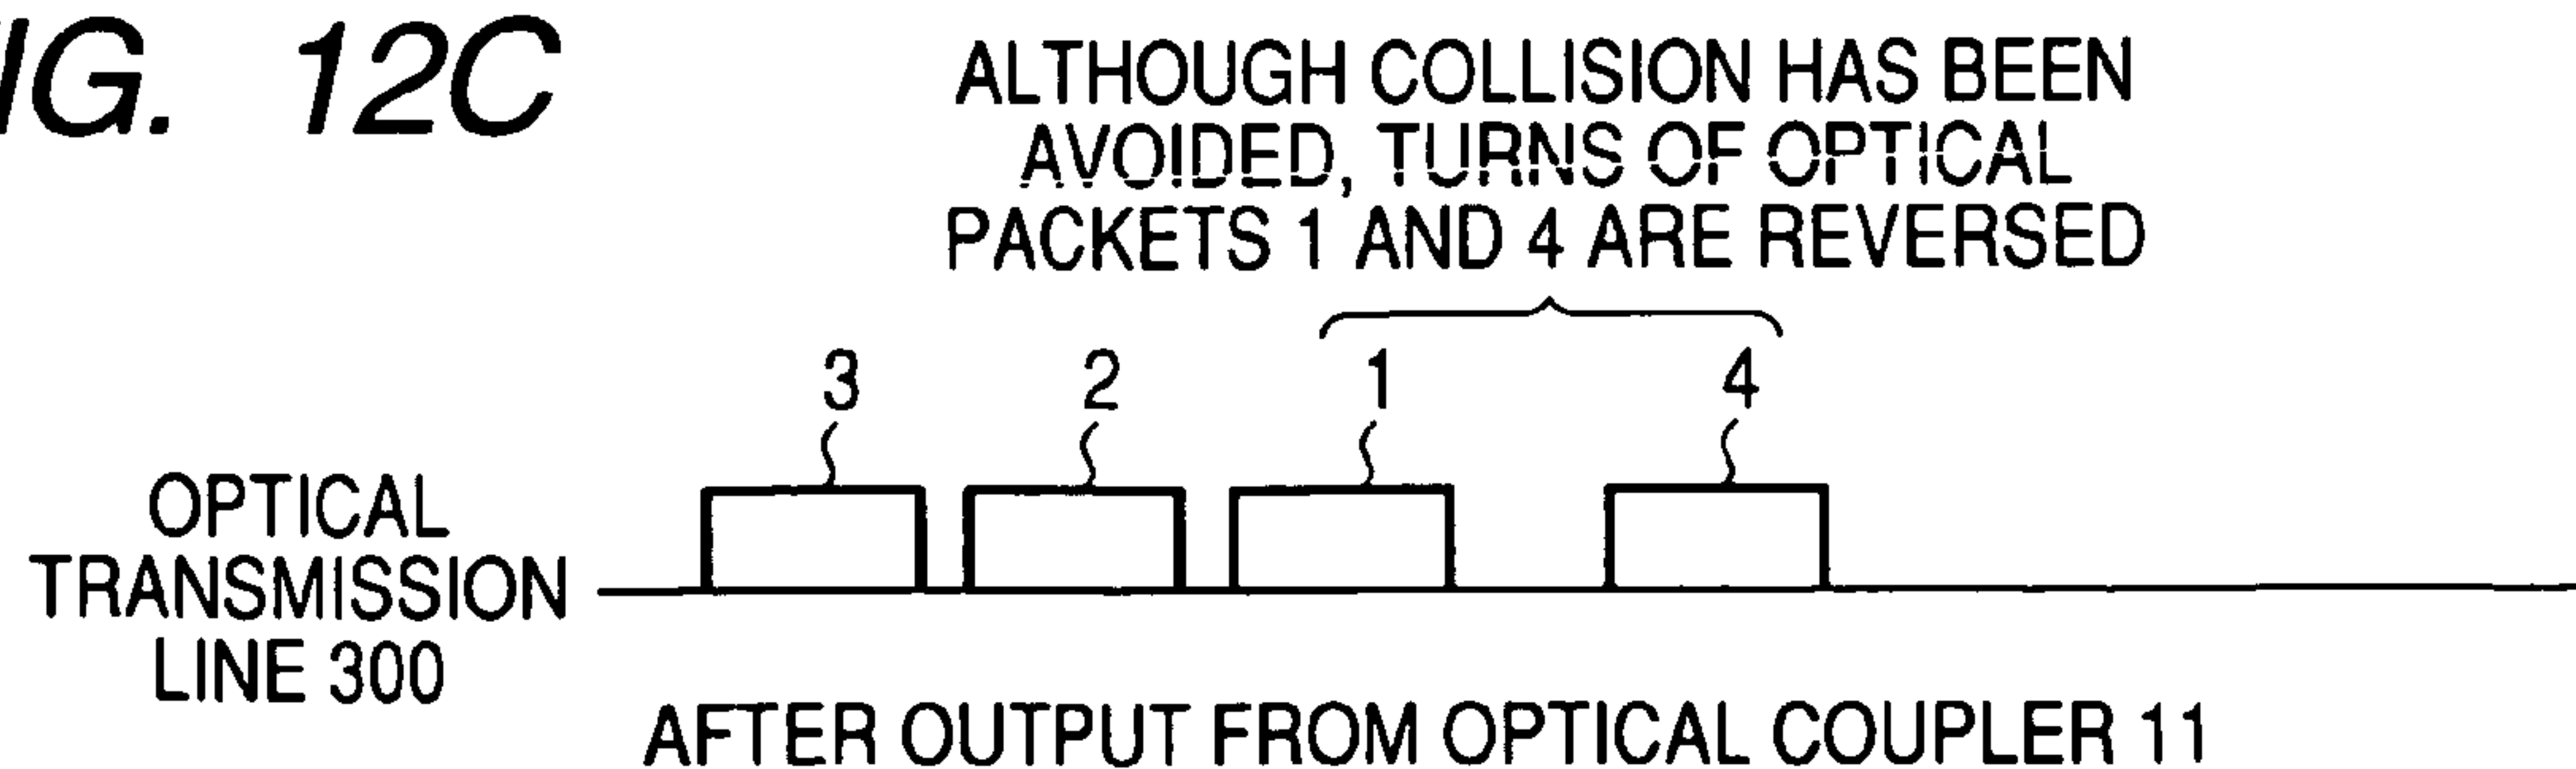 IG. 12C
ALTHOUGH COLLISION HAS BEEN
AVOIDED, TURNS OF OPTICAL
PACKETS 1 AND 4 ARE REVERSED
3 2 1 4
OPTICAL
TRANSMISSION
LINE 300
AFTER OUTPUT FROM OPTICAL COUPLER 11